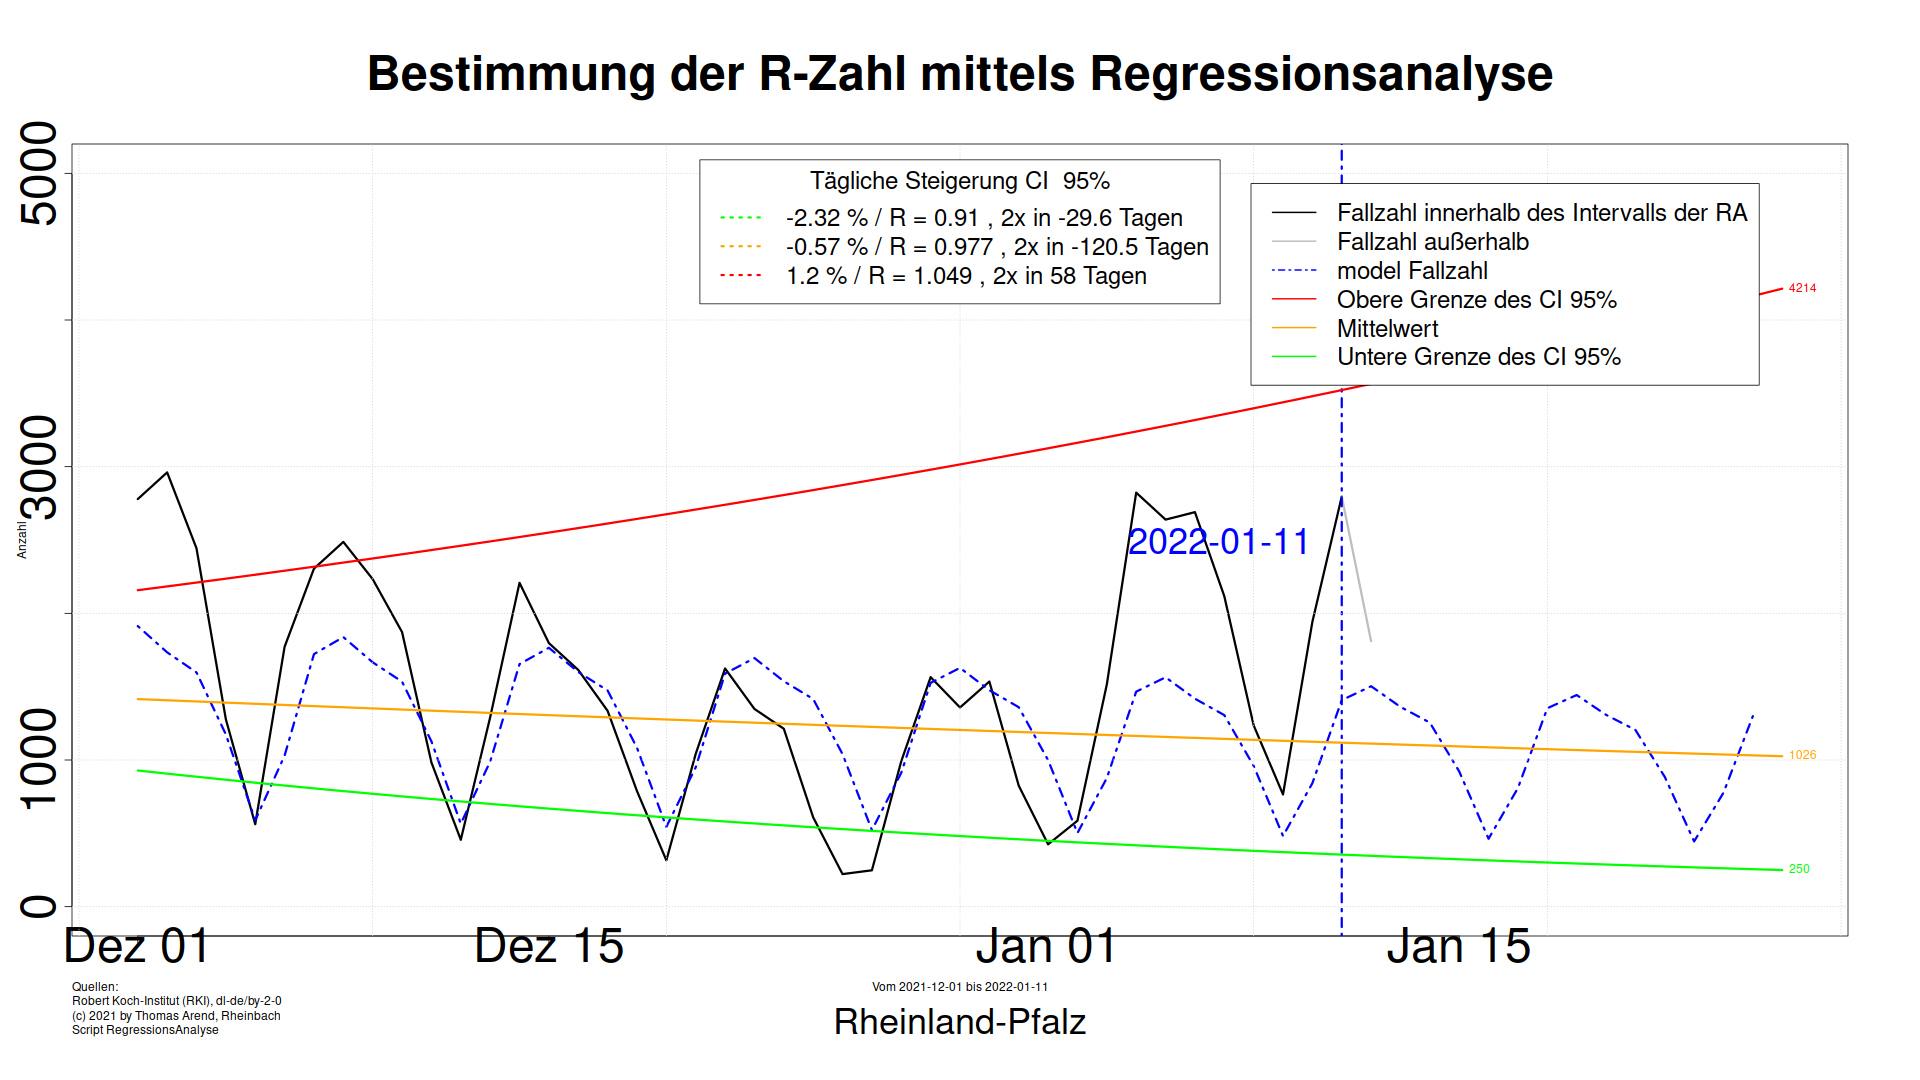 Bestimmung der R-Zahl mittels Regressionsanalyse
5000
3000
1000
0
Anzahl
Tägliche Steigerung CI  95%
-2.32 % / R = 0.91 , 2x in -29.6 Tagen
-0.57 % / R = 0.977 , 2x in -120.5 Tagen
1.2 % / R = 1.049 , 2x in 58 Tagen
Fallzahl innerhalb des Intervalls der RA
Fallzahl außerhalb
model Fallzahl
Obere Grenze des CI 95%
Mittelwert
Untere Grenze des CI 95%
4214
2022-01-11
1026
250
Dez 01
Dez 15
Jan 01
Jan 15
Quellen:
Robert Koch-Institut (RKI), dl-de/by-2-0
(c) 2021 by Thomas Arend, Rheinbach
Script RegressionsAnalyse
Vom 2021-12-01 bis 2022-01-11
Rheinland-Pfalz